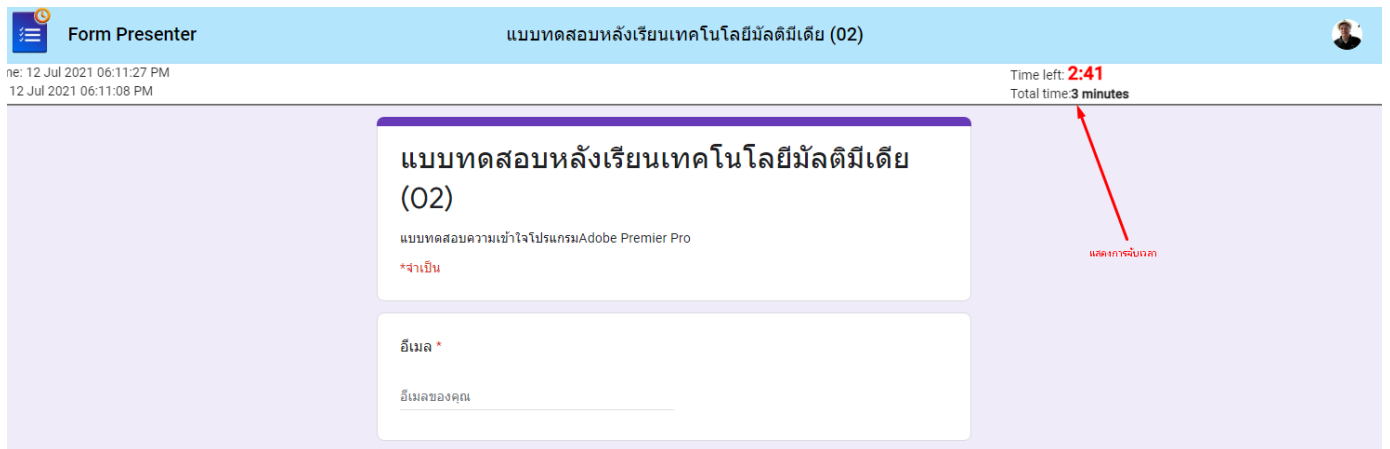 Form Presenter
แบบทดสอบหลังเรียนเทคโนโลยีมัลติมีเดีย (02)
ne: 12 Jul 2021 06:11:27 PM
12 Jul 2021 06:11:08 PM
Time left: 2:41
Total time:3 minutes
แบบทดสอบหลังเรียนเทคโนโลยีมัลติมีเดีย
(02)
แบบทดสอบความเข้าใจโปรแกรมAdobe Premier Pro
*จำเป็น
แสดงการจับเวลา
อีเมล *
อีเมลของคุณ